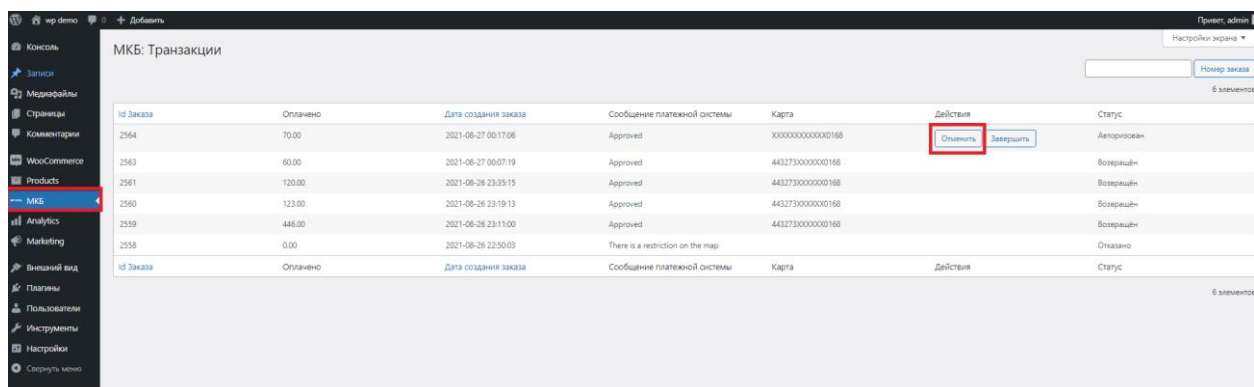 wp demo 0 Добавить Привет, admin
Настройки экрана
Консоль
МКБ: Транзакции
Записи
Номер заказа
Медиафайлы
6 элементов
Страницы
Id Заказа Оплачено Дата создания заказа Сообщение платежной системы Карта Действия Статус
Комментарии
2564 70.00 2021-08-27 00:17:06 Approved XXXXXXXXXXXX0168 Отменить Завершить Авторизован
WooCommerce
2563 60.00 2021-08-27 00:07:19 Approved 443273XXXXXX0168 Возвращён
Products
2561 120.00 2021-08-26 23:35:15 Approved 443273XXXXXX0168 Возвращён
МКБ
2560 123.00 2021-08-26 23:19:13 Approved 443273XXXXXX0168 Возвращён
Analytics
2559 446.00 2021-08-26 23:11:00 Approved 443273XXXXXX0168 Возвращён
Marketing
2558 0.00 2021-08-26 22:50:03 There is a restriction on the map Отказано
Внешний вид
Id Заказа Оплачено Дата создания заказа Сообщение платежной системы Карта Действия Статус
Плагины
6 элементов
Пользователи
Инструменты
Настройки
Свернуть меню